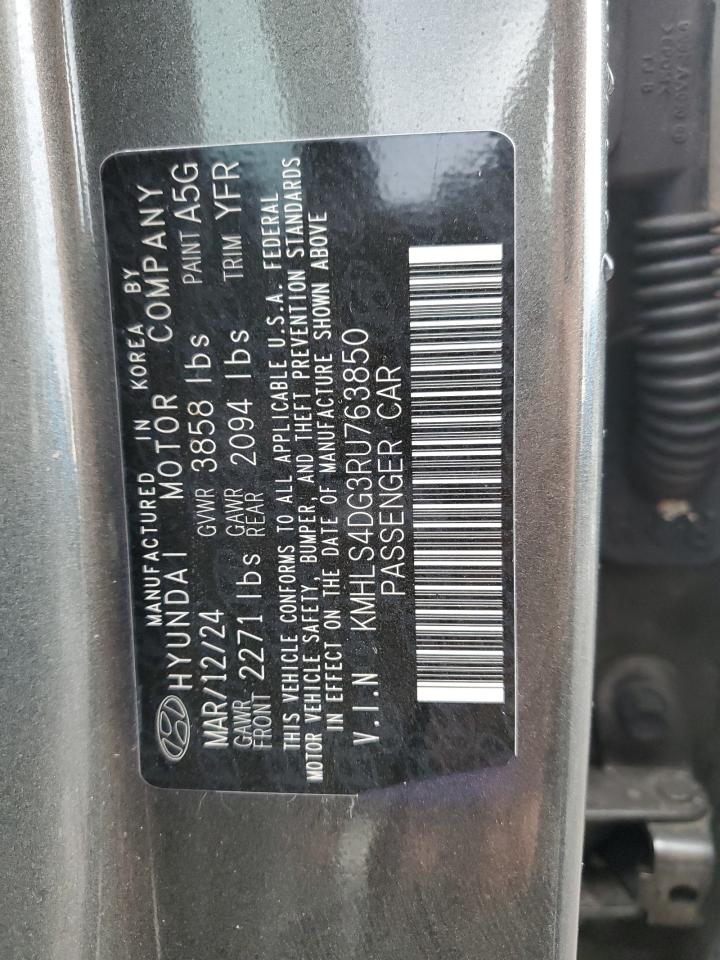 MANUFACTURED IN KOREA BY
HYUNDAI MOTOR COMPANY
MAR/12/24 GVWR 3858 lbs PAINT A5G
GAWR FRONT 2271 lbs GAWR REAR 2094 lbs TRIM YFR
THIS VEHICLE CONFORMS TO ALL APPLICABLE U.S.A. FEDERAL
MOTOR VEHICLE SAFETY, BUMPER, AND THEFT PREVENTION STANDARDS
IN EFFECT ON THE DATE OF MANUFACTURE SHOWN ABOVE
V.I.N KMHLS4DG3RU763850
PASSENGER CAR